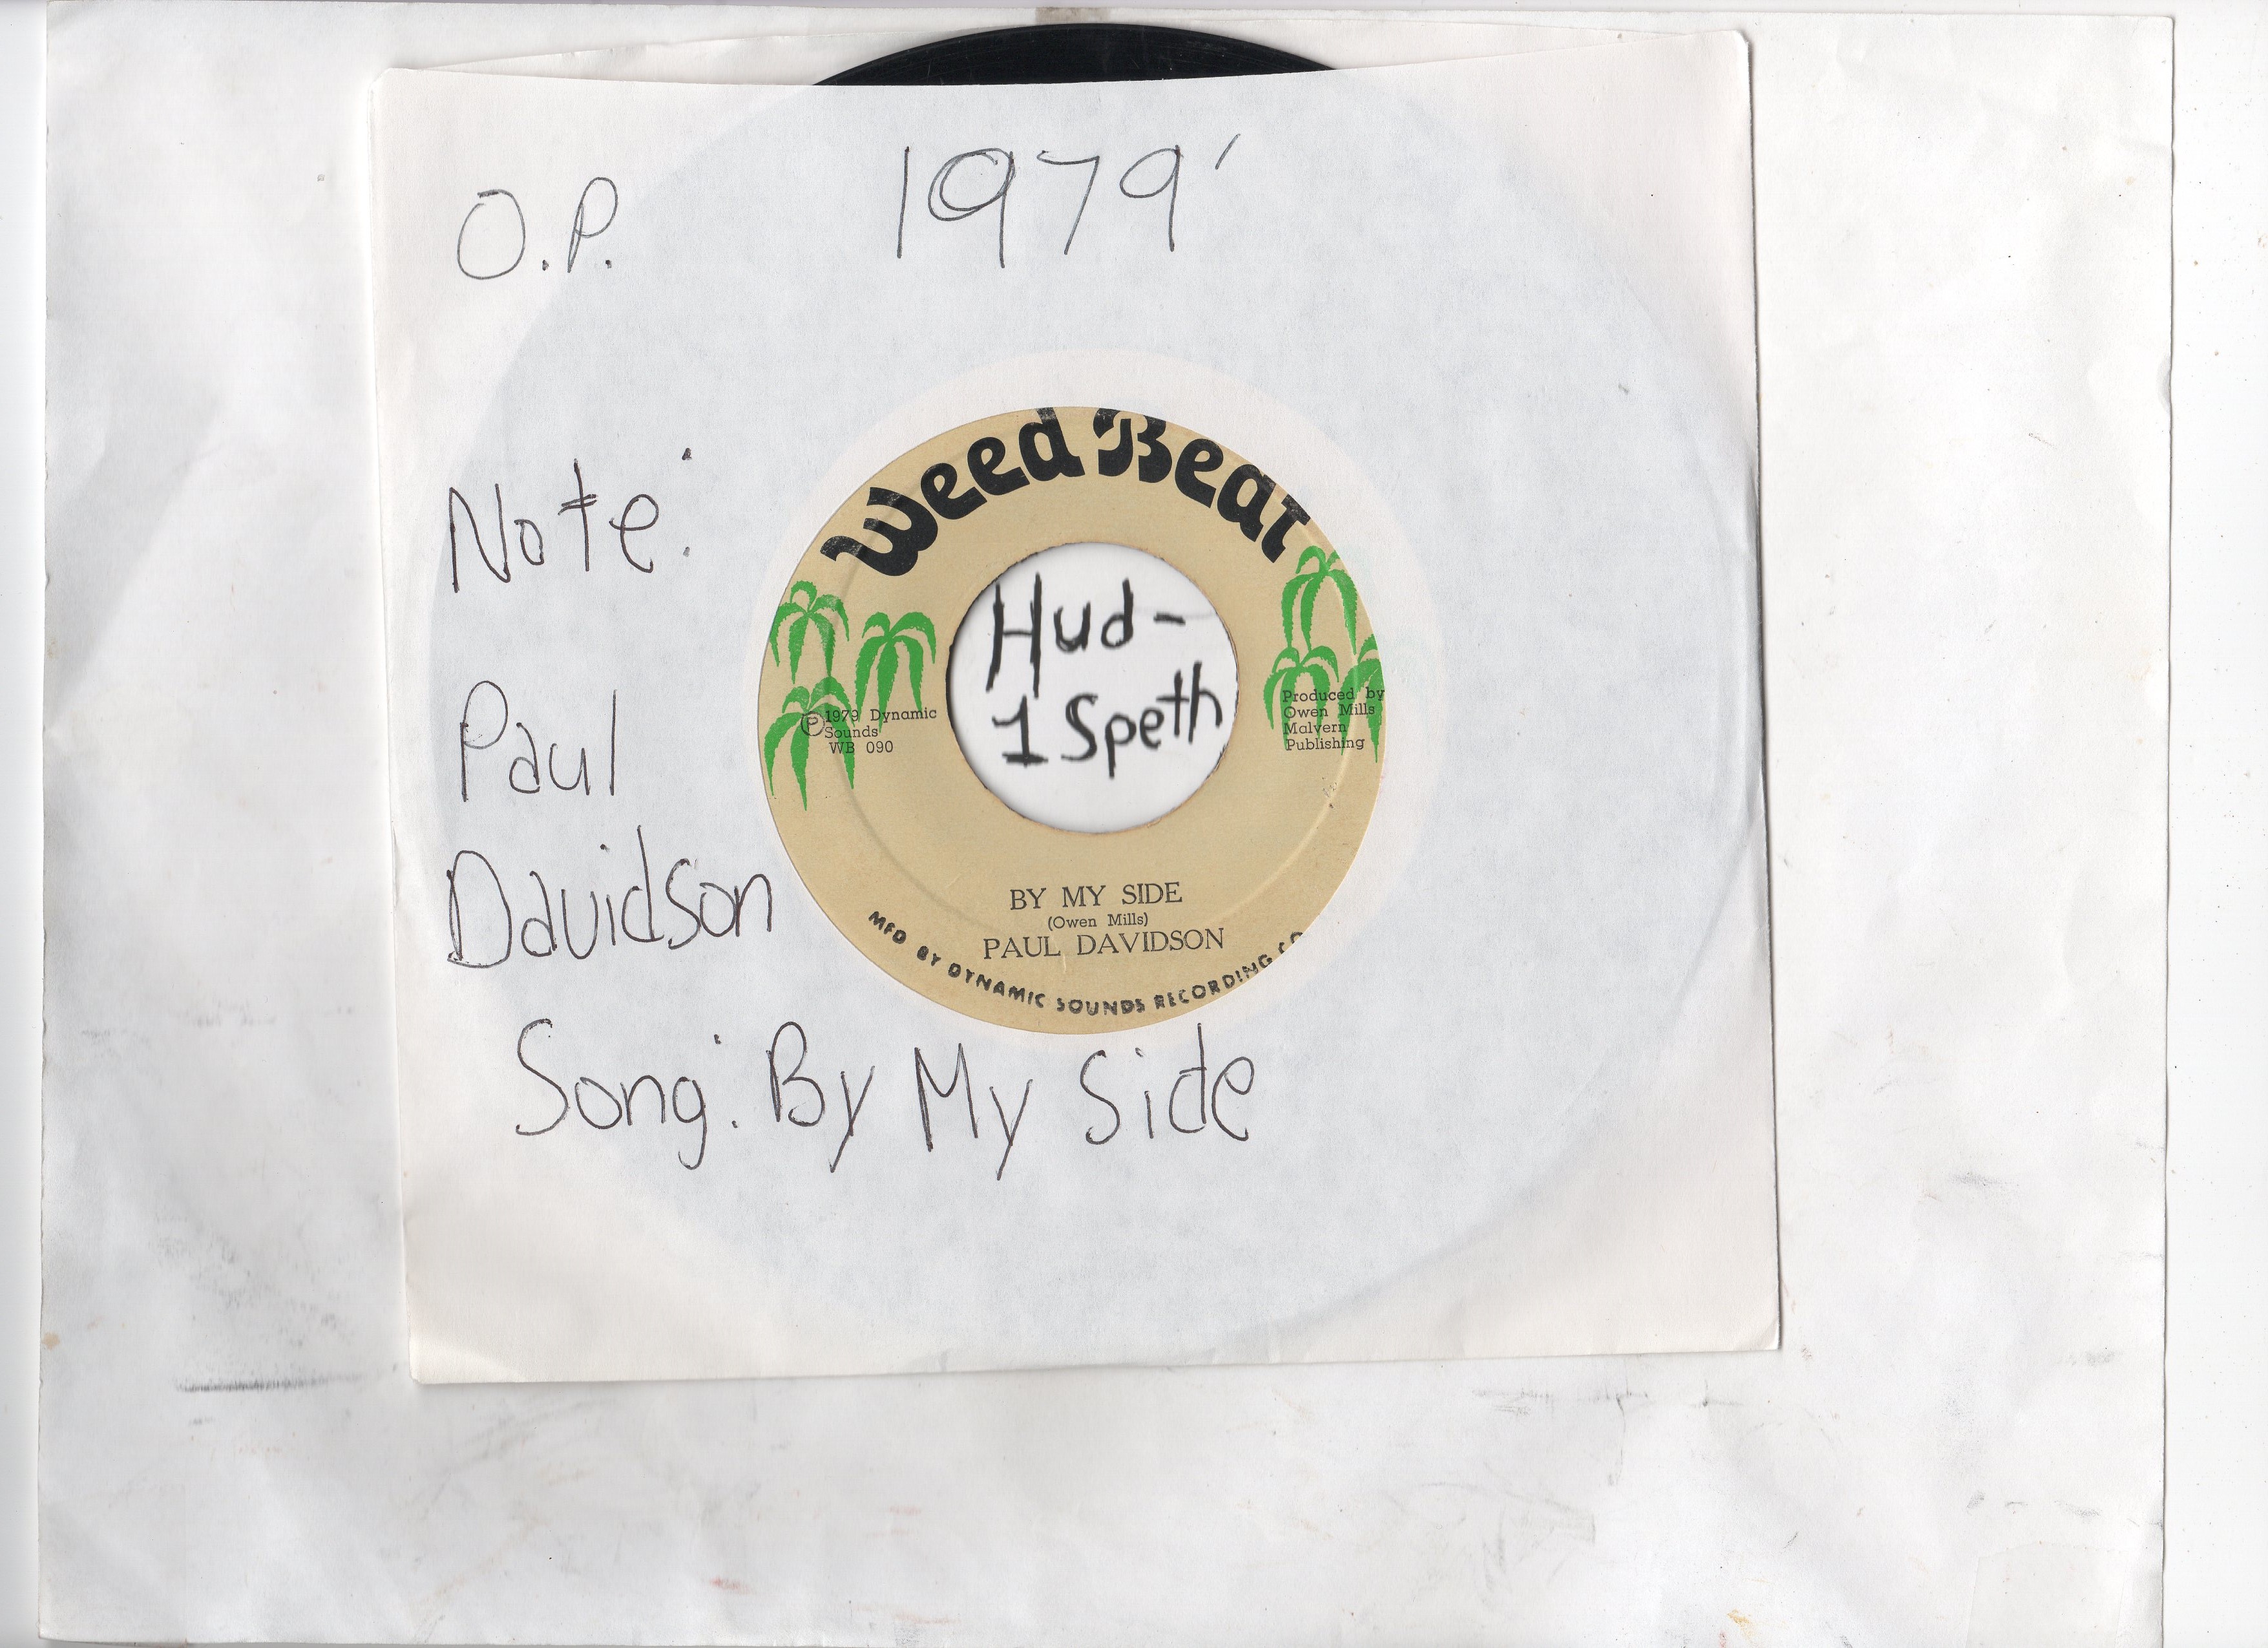 O.P. 1979'
Note:
Paul
Davidson
Song: By My Side
Weed Beat
Hud-
1 Speth
℗ 1979 Dynamic
Sounds
WB 090
Produced by
Owen Mills
Malvern
Publishing
BY MY SIDE
(Owen Mills)
PAUL DAVIDSON
MFD BY DYNAMIC SOUNDS RECORDING CO